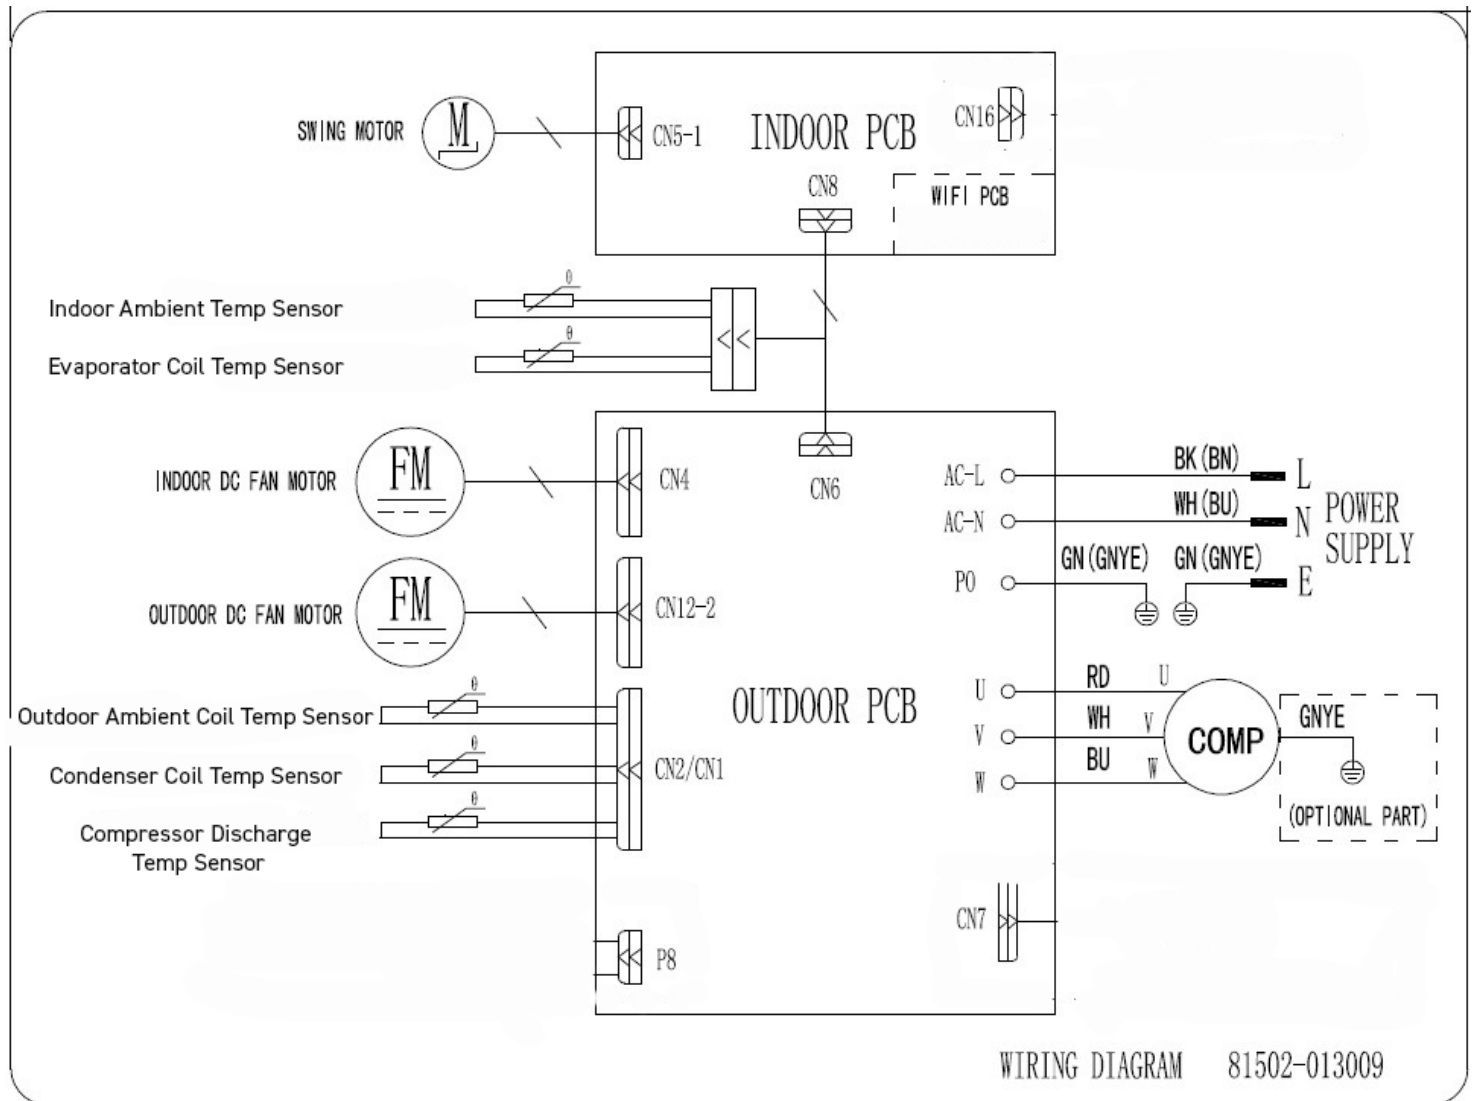 SWING MOTOR
M
CN5-1
INDOOR PCB
CN16
CN8
WIFI PCB
Indoor Ambient Temp Sensor
θ
Evaporator Coil Temp Sensor
θ
INDOOR DC FAN MOTOR
FM
CN4
CN6
AC-L
BK(BN)
L
AC-N
WH(BU)
N
POWER
SUPPLY
PO
GN(GNYE)
GN(GNYE)
E
OUTDOOR DC FAN MOTOR
FM
CN12-2
Outdoor Ambient Coil Temp Sensor
θ
Condenser Coil Temp Sensor
θ
CN2/CN1
Compressor Discharge
Temp Sensor
θ
OUTDOOR PCB
U
RD
U
V
WH
V
W
BU
W
COMP
GNYE
(OPTIONAL PART)
CN7
P8
WIRING DIAGRAM 81502-013009